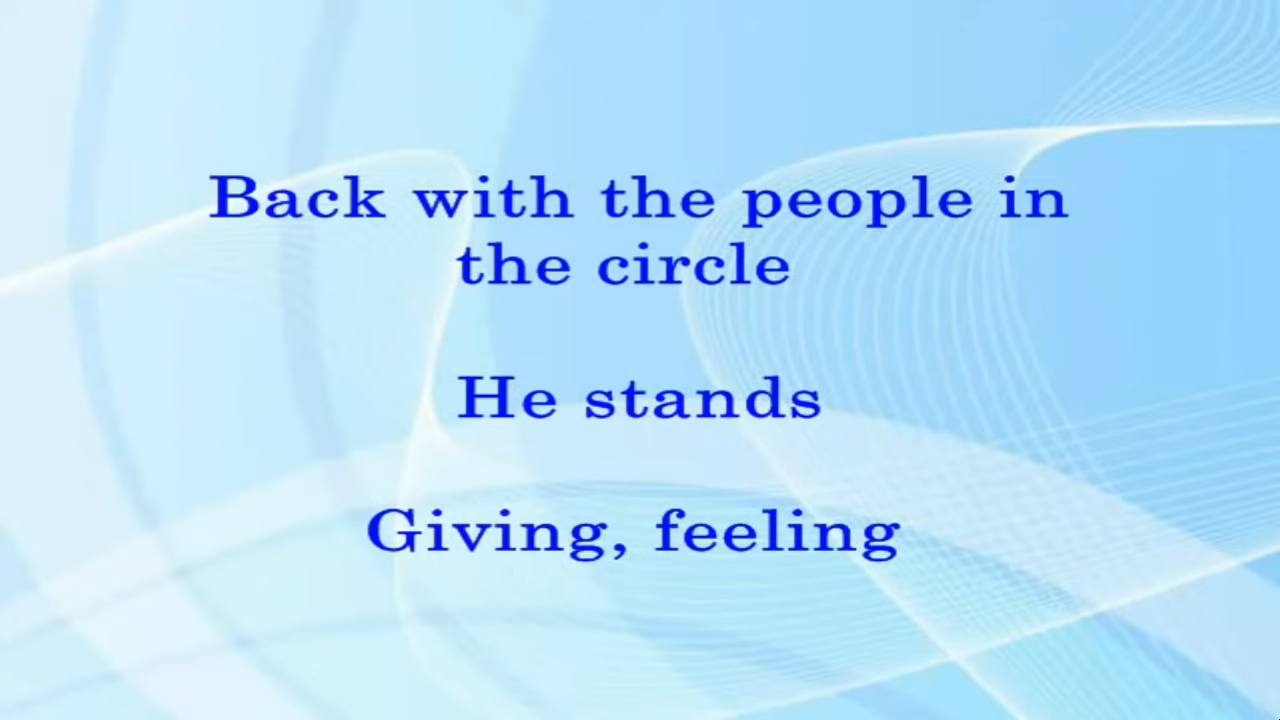 Back with the people in
the circle
He stands
Giving, feeling